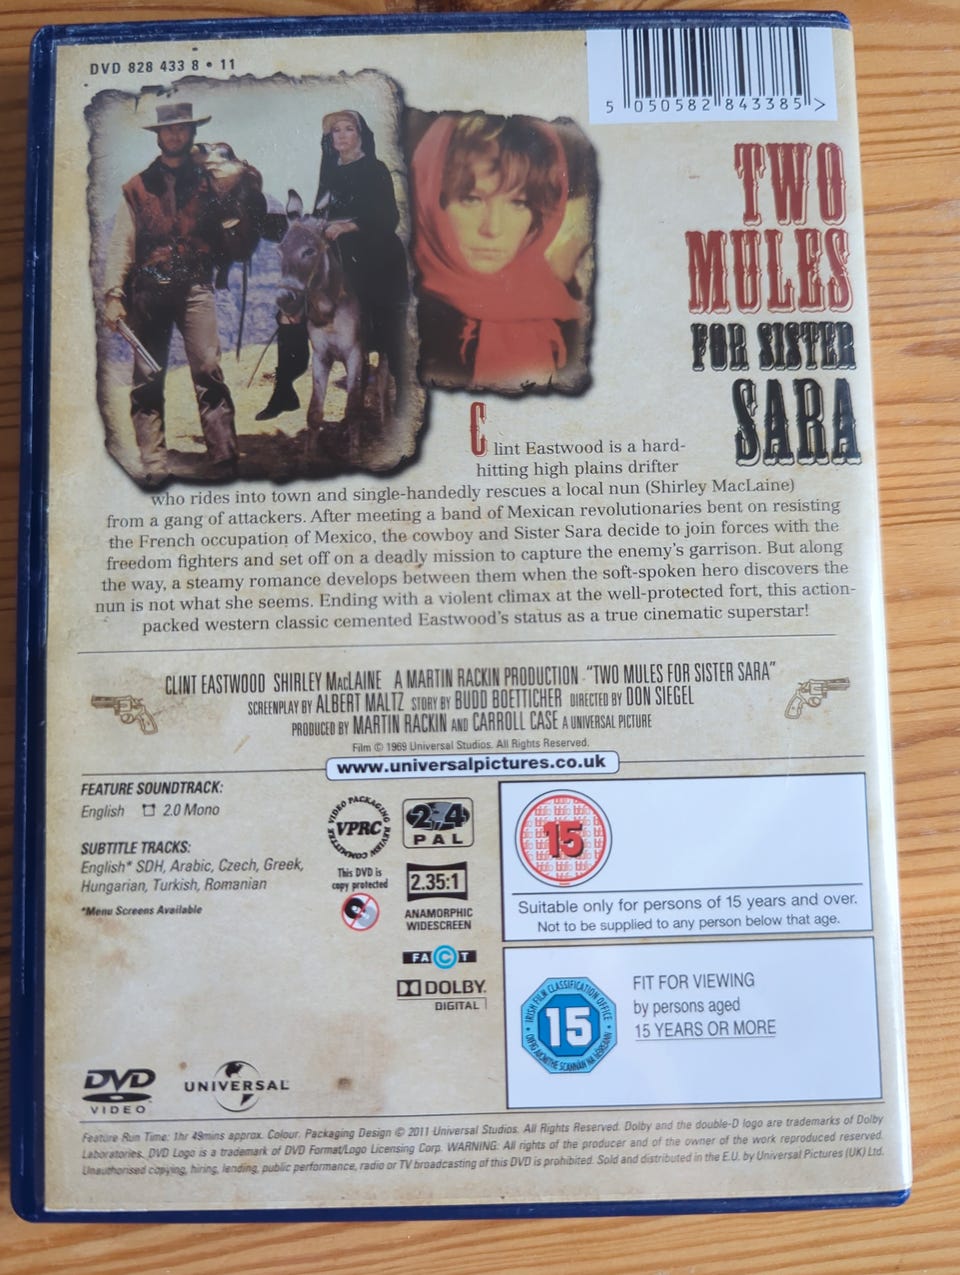 DVD 828 433 8 • 11
5 050582 843385 >
TWO
MULES
FOR SISTER
SARA
Clint Eastwood is a hard-
hitting high plains drifter
who rides into town and single-handedly rescues a local nun (Shirley MacLaine)
from a gang of attackers. After meeting a band of Mexican revolutionaries bent on resisting
the French occupation of Mexico, the cowboy and Sister Sara decide to join forces with the
freedom fighters and set off on a deadly mission to capture the enemy's garrison. But along
the way, a steamy romance develops between them when the soft-spoken hero discovers the
nun is not what she seems. Ending with a violent climax at the well-protected fort, this action-
packed western classic cemented Eastwood's status as a true cinematic superstar!
CLINT EASTWOOD SHIRLEY MacLAINE A MARTIN RACKIN PRODUCTION "TWO MULES FOR SISTER SARA"
SCREENPLAY BY ALBERT MALTZ STORY BY BUDD BOETTICHER DIRECTED BY DON SIEGEL
PRODUCED BY MARTIN RACKIN AND CARROLL CASE A UNIVERSAL PICTURE
Film © 1969 Universal Studios. All Rights Reserved.
www.universalpictures.co.uk
FEATURE SOUNDTRACK:
English 2.0 Mono
SUBTITLE TRACKS:
English* SDH, Arabic, Czech, Greek,
Hungarian, Turkish, Romanian
*Menu Screens Available
VIDEO PACKAGING REVIEW COMMITTEE
VPRC
This DVD is
copy protected
2,4
PAL
2.35:1
ANAMORPHIC
WIDESCREEN
FACT
DOLBY
DIGITAL
15
Suitable only for persons of 15 years and over.
Not to be supplied to any person below that age.
IRISH FILM CLASSIFICATION OFFICE
15
OIFIG AICMITHE SCANNÁN NA hÉIREANN
FIT FOR VIEWING
by persons aged
15 YEARS OR MORE
DVD
VIDEO
UNIVERSAL
Feature Run Time: 1hr 49mins approx. Colour. Packaging Design © 2011 Universal Studios. All Rights Reserved. Dolby and the double-D logo are trademarks of Dolby
Laboratories. DVD Logo is a trademark of DVD Format/Logo Licensing Corp. WARNING: All rights of the producer and of the owner of the work reproduced reserved.
Unauthorised copying, hiring, lending, public performance, radio or TV broadcasting of this DVD is prohibited. Sold and distributed in the E.U. by Universal Pictures (UK) Ltd.